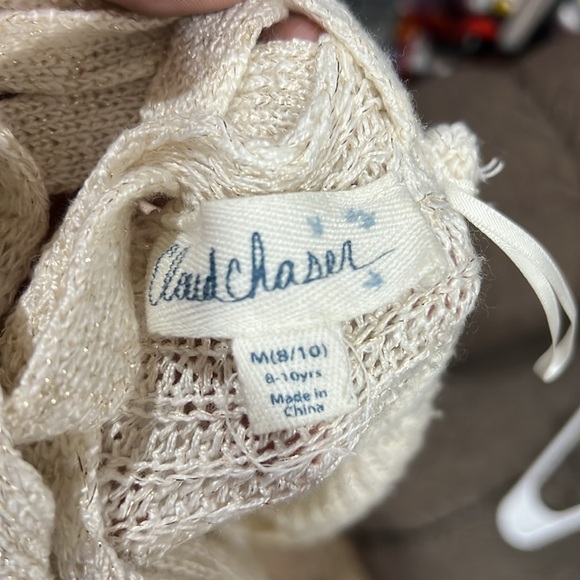 Cloud Chaser
M(8/10)
8-10yrs
Made in
China